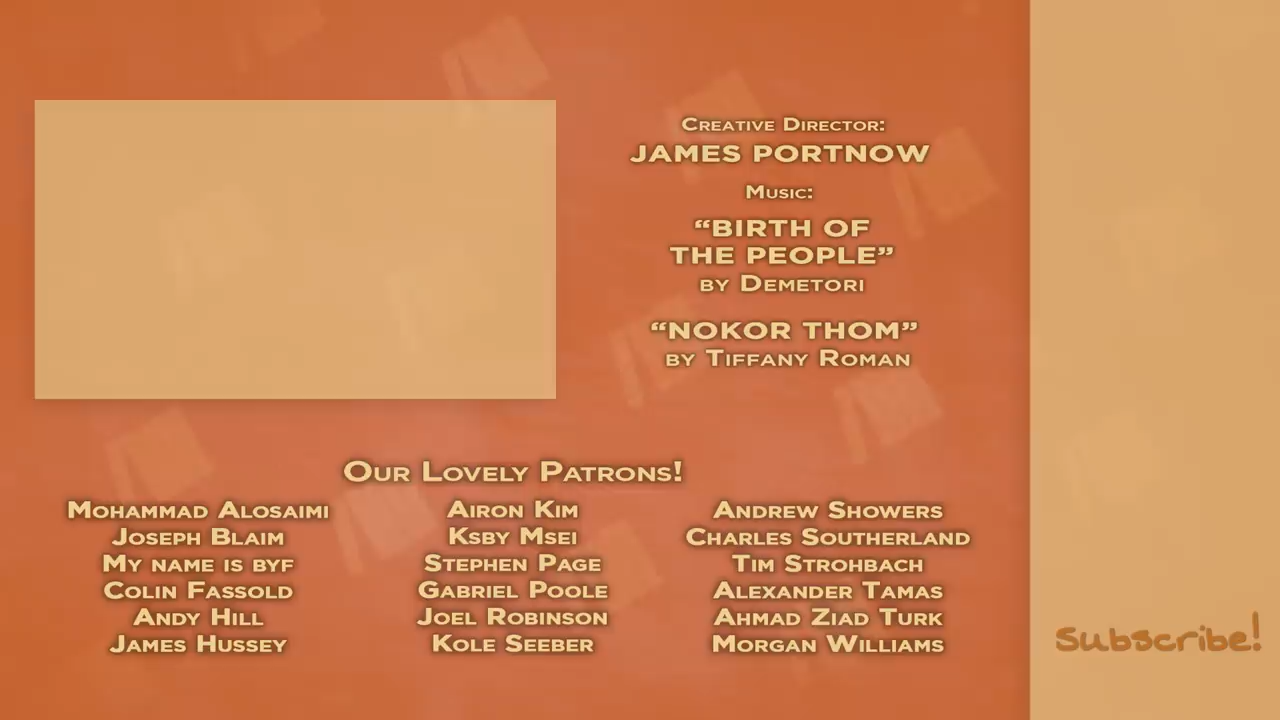 Creative Director:
JAMES PORTNOW
Music:
“BIRTH OF
THE PEOPLE”
by Demetori
“NOKOR THOM”
by Tiffany Roman
Our Lovely Patrons!
Mohammad Alosaimi
Joseph Blaim
My name is byf
Colin Fassold
Andy Hill
James Hussey
Airon Kim
Ksby Msei
Stephen Page
Gabriel Poole
Joel Robinson
Kole Seeber
Andrew Showers
Charles Southerland
Tim Strohbach
Alexander Tamas
Ahmad Ziad Turk
Morgan Williams
Subscribe!